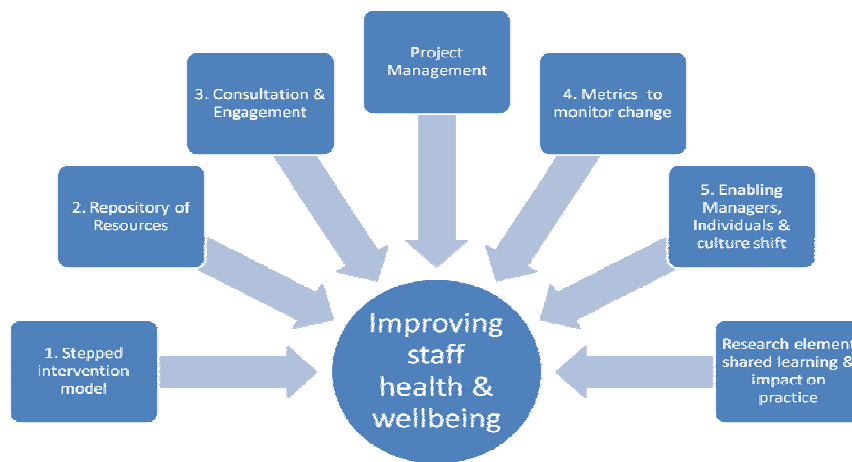 Project
Management
3. Consultation &
Engagement
4. Metrics to
monitor change
2. Repository of
Resources
5. Enabling
Managers,
Individuals &
culture shift
1. Stepped
intervention
model
Improving
staff
health &
wellbeing
Research element
shared learning &
impact on
practice